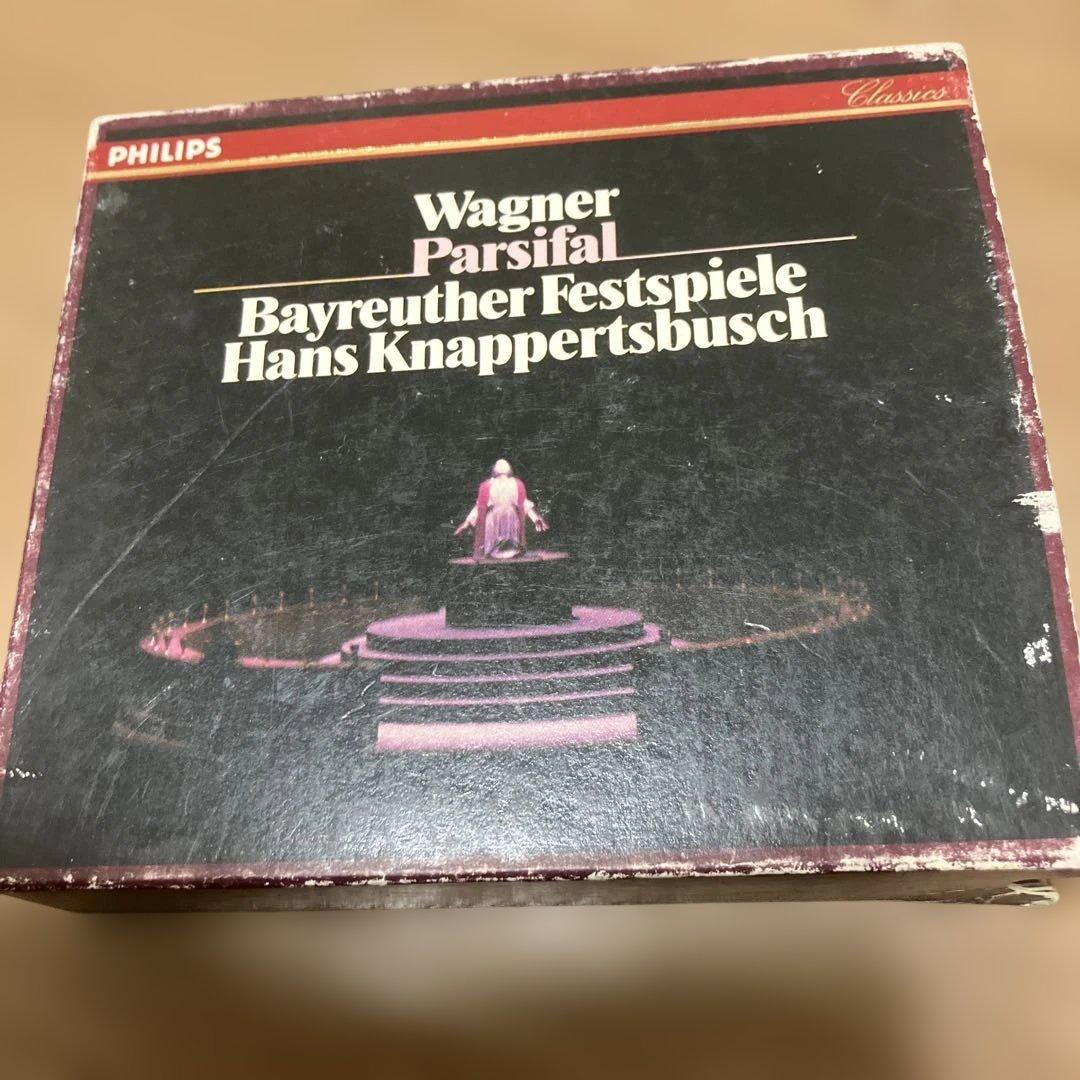 PHILIPS
Classics
Wagner
Parsifal
Bayreuther Festspiele
Hans Knappertsbusch